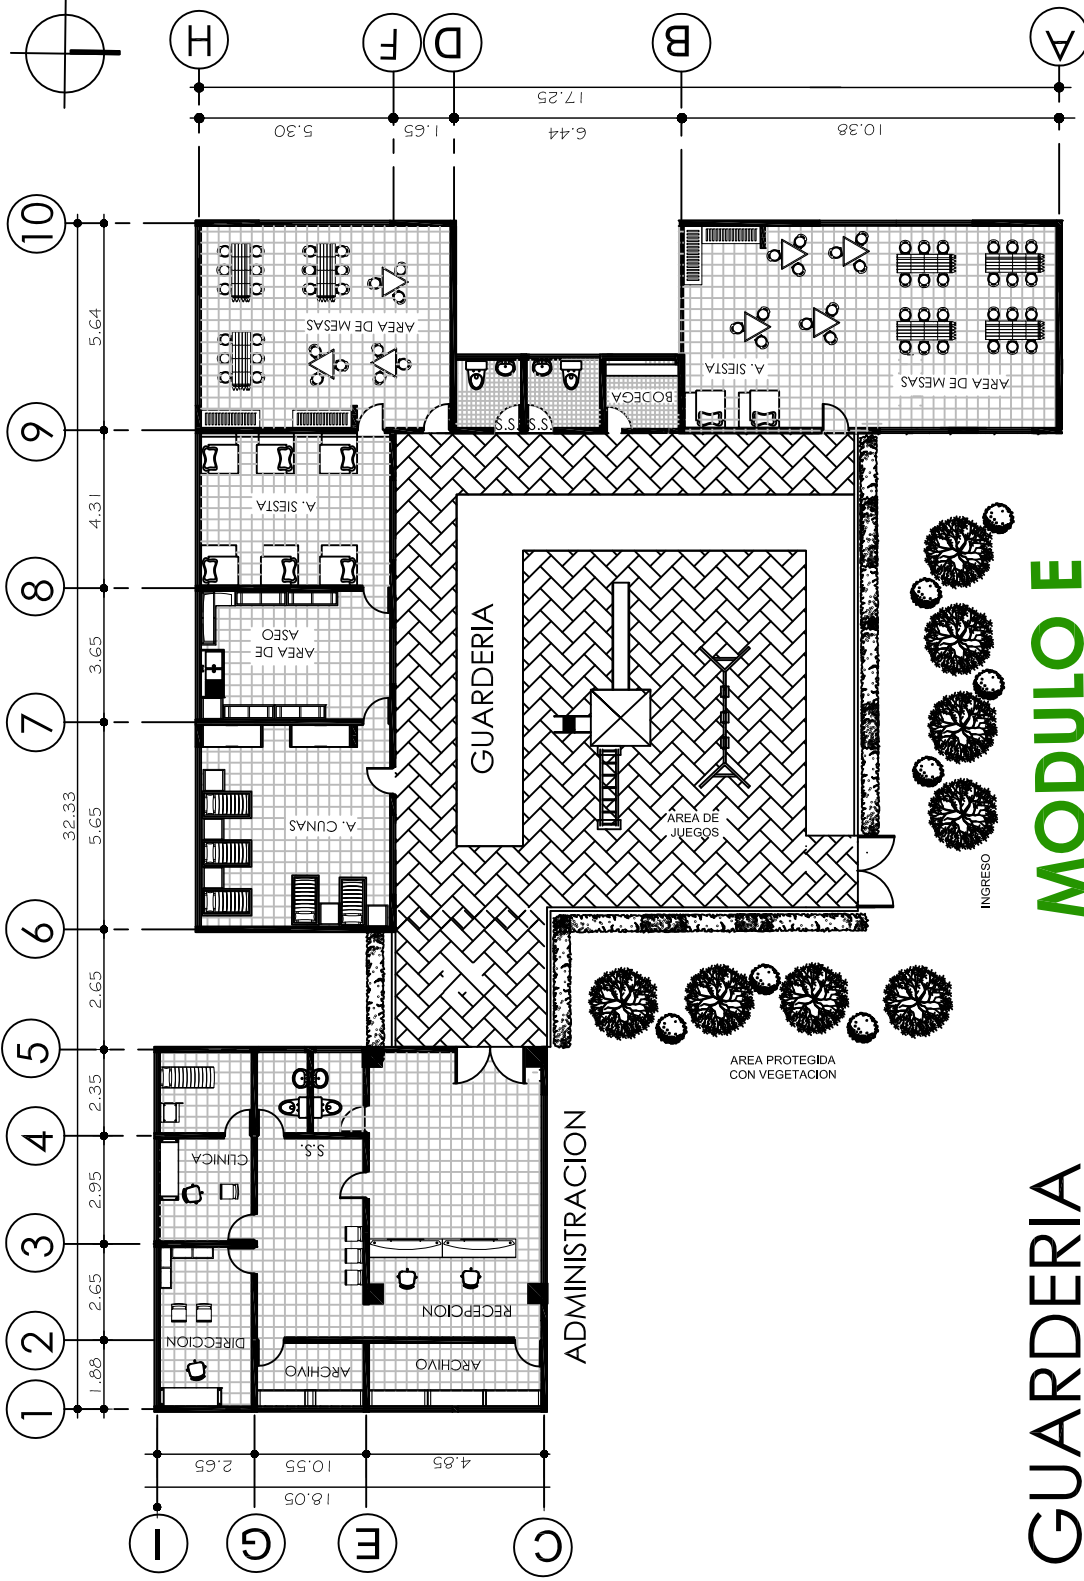 H
F
D
B
A
17.25
5.30
1.65
6.44
10.38
10
9
8
7
6
5
4
3
2
1
32.33
5.64
4.31
3.65
5.65
2.65
2.35
2.95
2.65
1.88
AREA DE MESAS
A. SIESTA
AREA DE
ASEO
A. CUNAS
S.S.
S.S.
BODEGA
A. SIESTA
AREA DE MESAS
GUARDERIA
AREA DE
JUEGOS
INGRESO
MODULO E
AREA PROTEGIDA
CON VEGETACION
CLINICA
S.S.
DIRECCION
ARCHIVO
ARCHIVO
RECEPCION
ADMINISTRACION
GUARDERIA
2.65
10.55
4.85
18.05
I
G
E
C